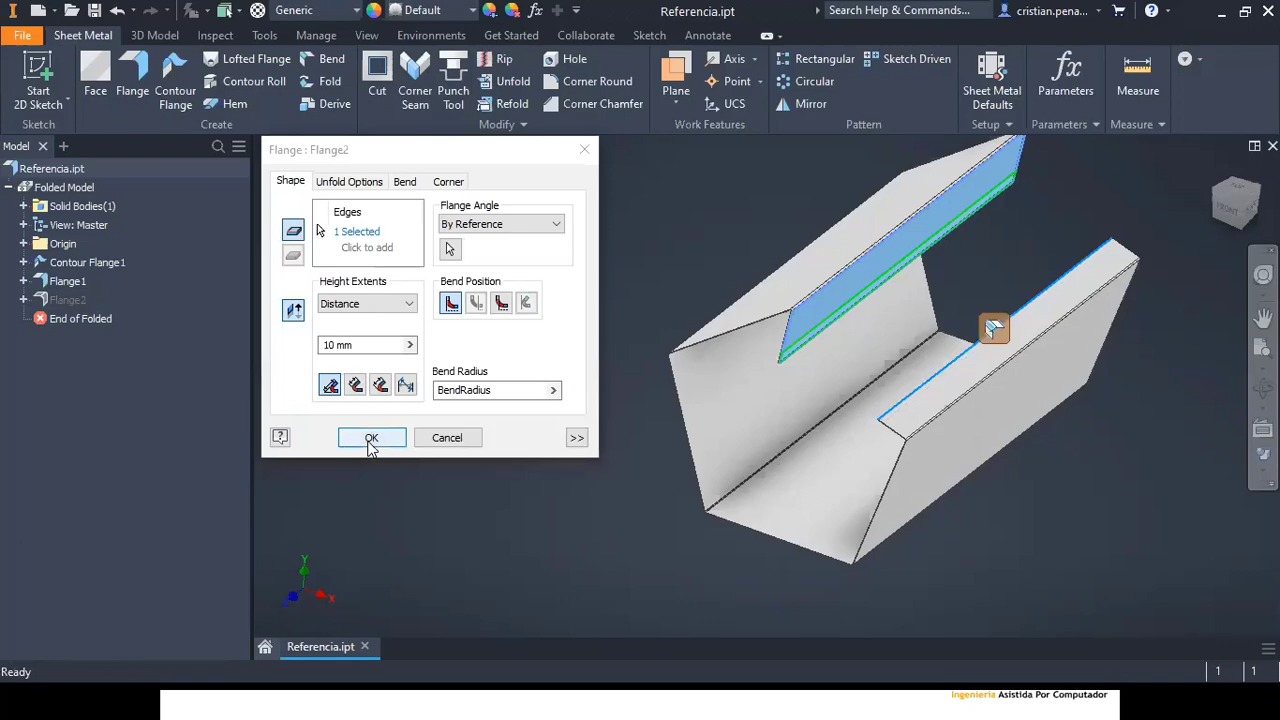 Generic
Default
Referencia.ipt
Search Help & Commands...
cristian.pena...
File
Sheet Metal
3D Model
Inspect
Tools
Manage
View
Environments
Get Started
Collaborate
Sketch
Annotate
Start
2D Sketch
Face
Flange
Contour
Flange
Lofted Flange
Contour Roll
Hem
Bend
Fold
Derive
Cut
Corner
Seam
Punch
Tool
Rip
Unfold
Refold
Hole
Corner Round
Corner Chamfer
Plane
Axis
Point
UCS
Rectangular
Circular
Mirror
Sketch Driven
Sheet Metal
Defaults
Parameters
Measure
Sketch
Create
Modify
Work Features
Pattern
Setup
Parameters
Measure
Model
Referencia.ipt
Folded Model
Solid Bodies(1)
View: Master
Origin
Contour Flange1
Flange1
Flange2
End of Folded
Flange : Flange2
Shape
Unfold Options
Bend
Corner
Edges
1 Selected
Click to add
Flange Angle
By Reference
Height Extents
Distance
10 mm
Bend Position
Bend Radius
BendRadius
OK
Cancel
>>
FRONT
Y
X
Z
Referencia.ipt
Ready
1
1
Ingeniería Asistida Por Computador